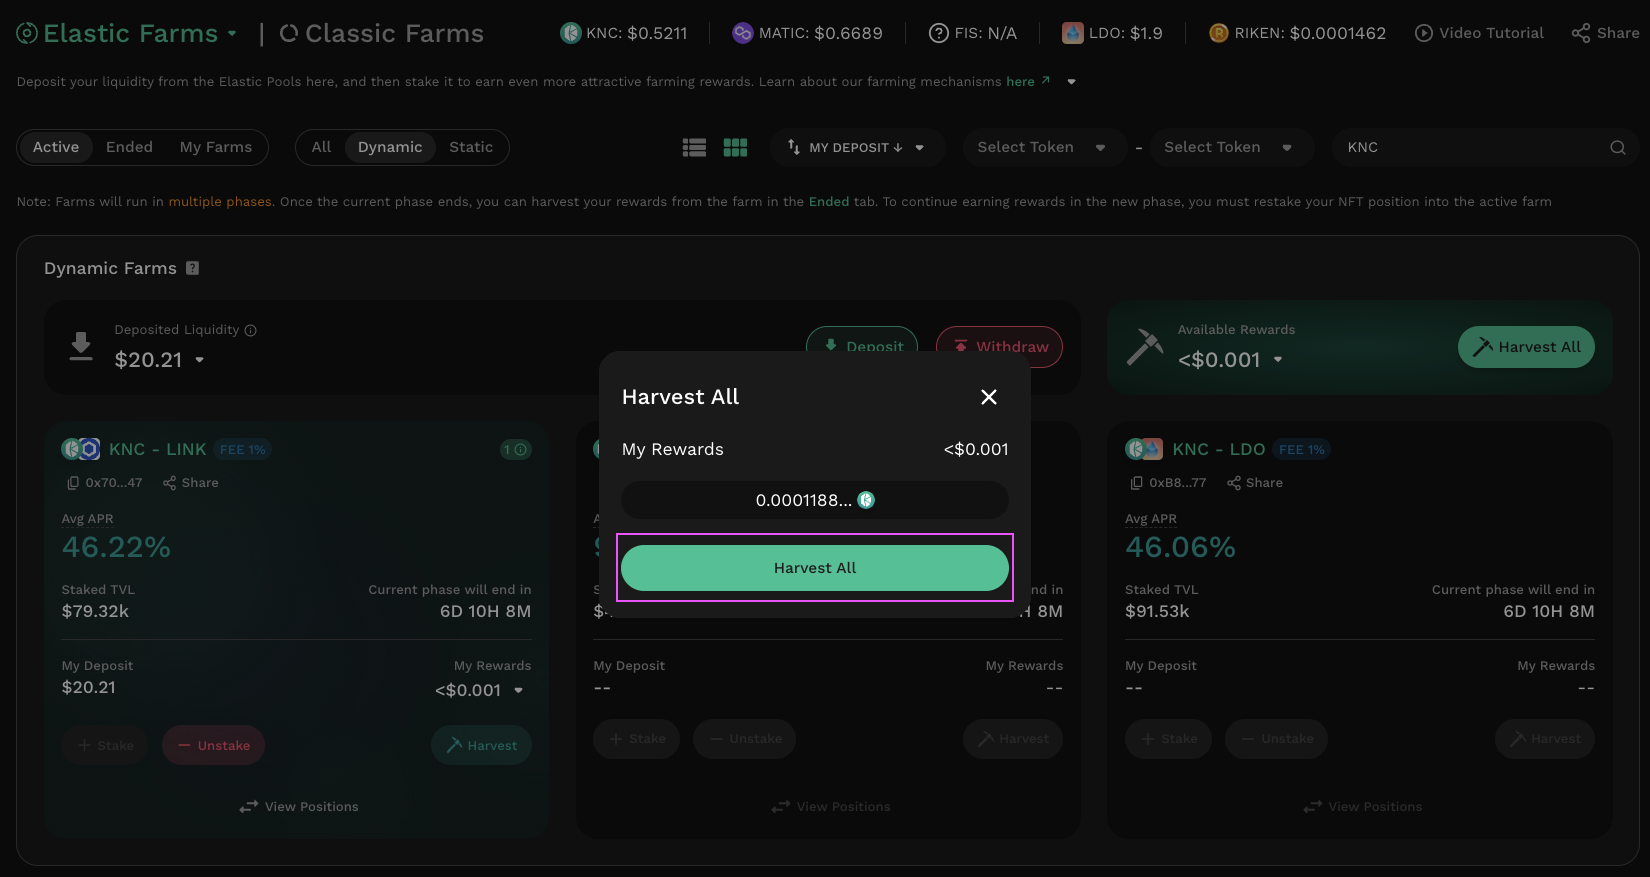 Elastic Farms | Classic Farms KNC: $0.5211 MATIC: $0.6689 FIS: N/A LDO: $1.9 RIKEN: $0.0001462 Video Tutorial Share
Deposit your liquidity from the Elastic Pools here, and then stake it to earn even more attractive farming rewards. Learn about our farming mechanisms here ↗
Active Ended My Farms All Dynamic Static MY DEPOSIT ↓ Select Token - Select Token KNC
Note: Farms will run in multiple phases. Once the current phase ends, you can harvest your rewards from the farm in the Ended tab. To continue earning rewards in the new phase, you must restake your NFT position into the active farm
Dynamic Farms ?
Deposited Liquidity
$20.21
Deposit Withdraw
Available Rewards
<$0.001
Harvest All
Harvest All
My Rewards <$0.001
0.0001188...
Harvest All
KNC - LINK FEE 1% 1
0x70...47 Share
Avg APR
46.22%
Staked TVL Current phase will end in
$79.32k 6D 10H 8M
My Deposit My Rewards
$20.21 <$0.001
+ Stake — Unstake Harvest
View Positions
My Deposit My Rewards
-- --
+ Stake — Unstake Harvest
View Positions
KNC - LDO FEE 1%
0xB8...77 Share
Avg APR
46.06%
Staked TVL Current phase will end in
$91.53k 6D 10H 8M
My Deposit My Rewards
-- --
+ Stake — Unstake Harvest
View Positions